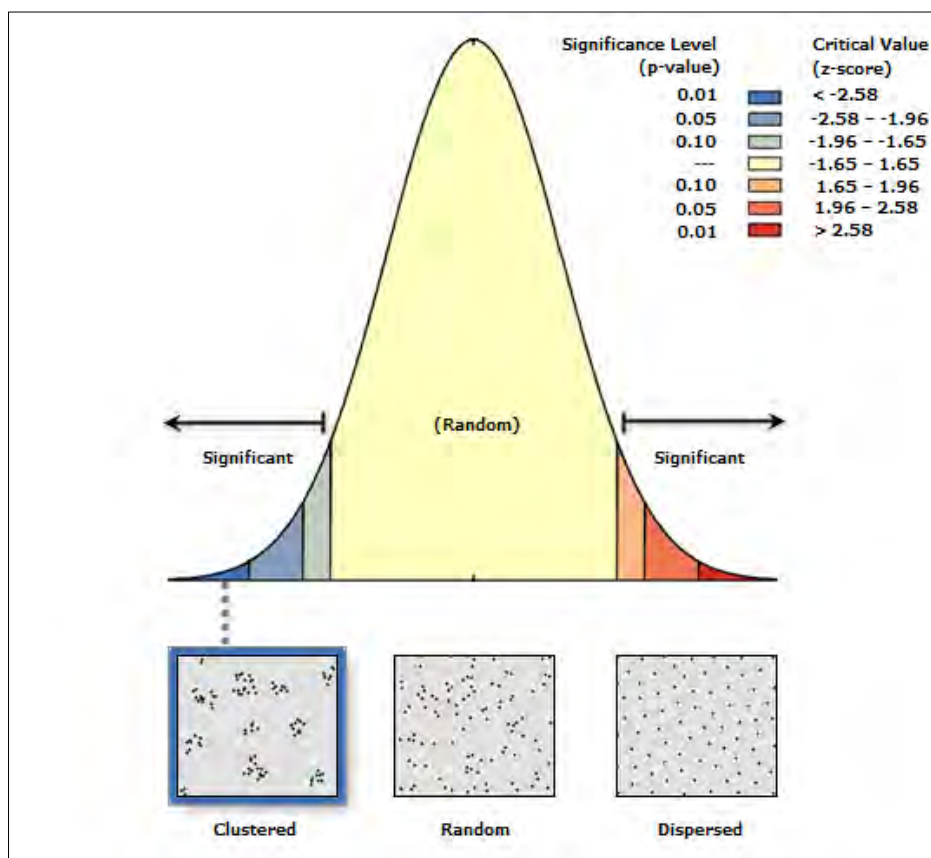 Significance Level Critical Value
(p-value) (z-score)
0.01 < -2.58
0.05 -2.58 – -1.96
0.10 -1.96 – -1.65
--- -1.65 – 1.65
0.10 1.65 – 1.96
0.05 1.96 – 2.58
0.01 > 2.58
(Random)
Significant Significant
Clustered Random Dispersed